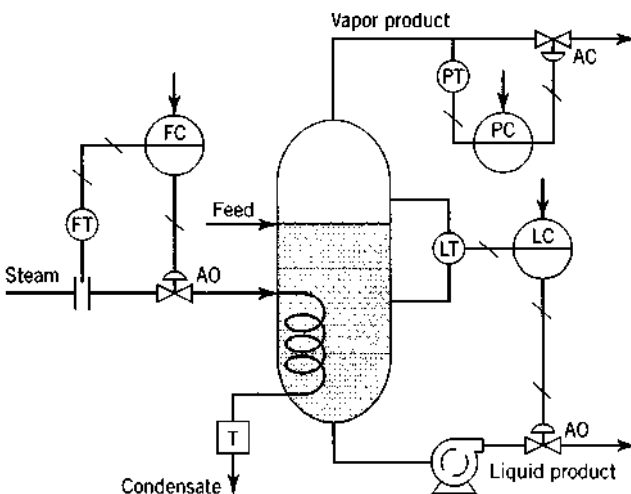 Vapor product
AC
PT
PC
FC
Feed
FT
LT
LC
Steam
AO
T
AO
Liquid product
Condensate